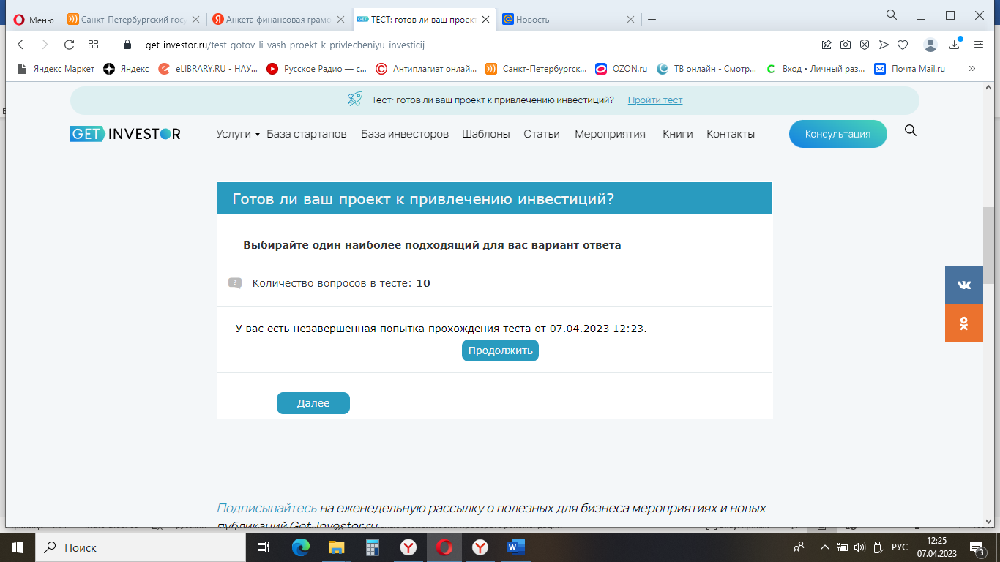 Меню
Санкт-Петербургский госу
Анкета финансовая грамо
ТЕСТ: готов ли ваш проект
Новость
get-investor.ru/test-gotov-li-vash-proekt-k-privlecheniyu-investicij
Яндекс Маркет
Яндекс
eLIBRARY.RU - НАУ...
Русское Радио — с...
Антиплагиат онлай...
Санкт-Петербургск...
OZON.ru
ТВ онлайн - Смотр...
Вход • Личный раз...
Почта Mail.ru
Тест: готов ли ваш проект к привлечению инвестиций? Пройти тест
GET INVESTOR
Услуги
База стартапов
База инвесторов
Шаблоны
Статьи
Мероприятия
Книги
Контакты
Консультация
Готов ли ваш проект к привлечению инвестиций?
Выбирайте один наиболее подходящий для вас вариант ответа
Количество вопросов в тесте: 10
У вас есть незавершенная попытка прохождения теста от 07.04.2023 12:23.
Продолжить
Далее
Подписывайтесь на еженедельную рассылку о полезных для бизнеса мероприятиях и новых
публикаций Get-Investor.ru
Поиск
РУС
12:25
07.04.2023
3